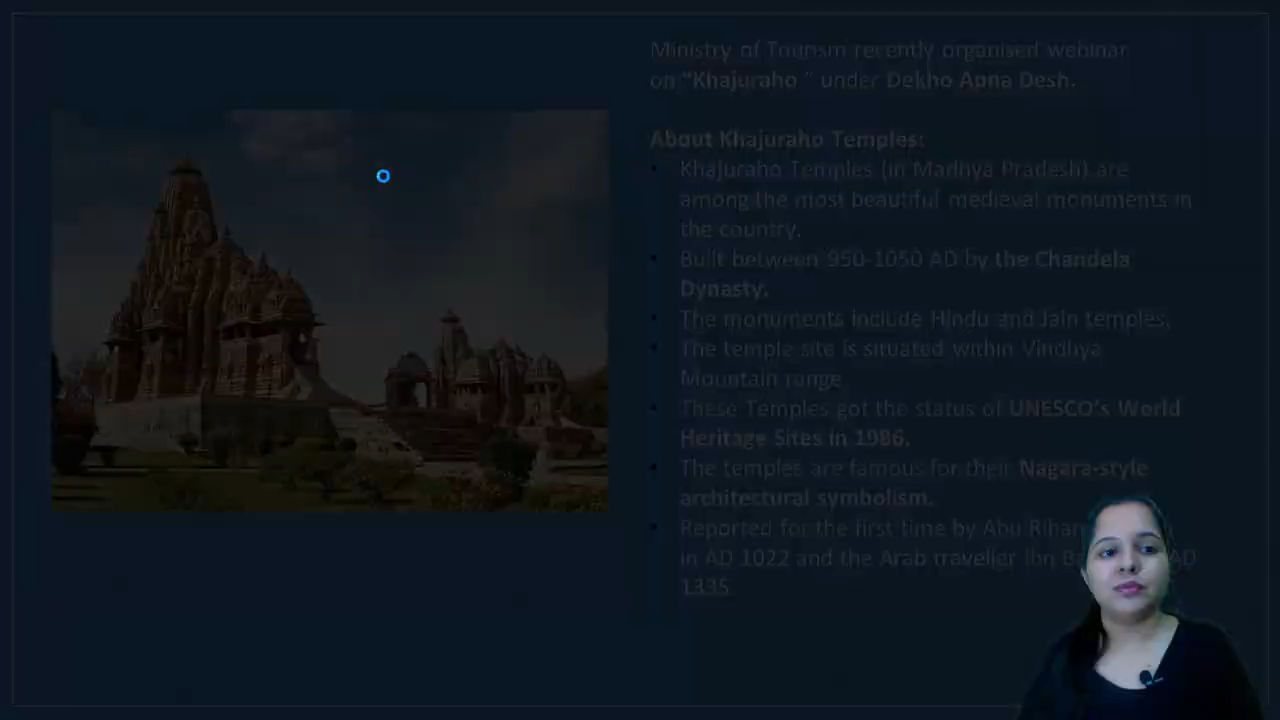 Ministry of Tourism recently organised webinar
on "Khajuraho " under Dekho Apna Desh.
About Khajuraho Temples:
• Khajuraho Temples (in Madhya Pradesh) are
among the most beautiful medieval monuments in
the country.
• Built between 950-1050 AD by the Chandela
Dynasty.
• The monuments include Hindu and Jain temples.
• The temple site is situated within Vindhya
Mountain range
• These Temples got the status of UNESCO's World
Heritage Sites in 1986.
• The temples are famous for their Nagara-style
architectural symbolism.
• Reported for the first time by Abu
in AD 1022 and the Arab traveller Ibn AD
1335